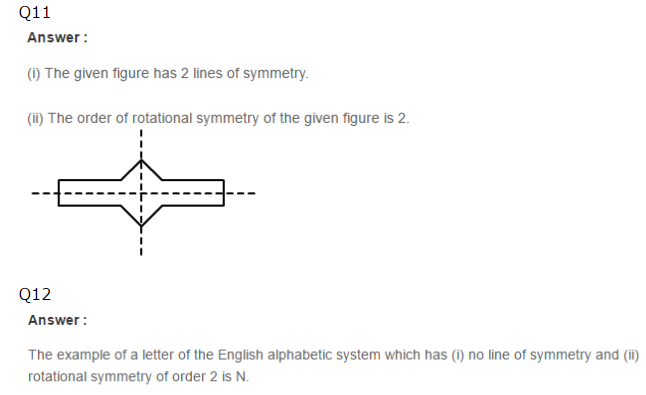 Q11
Answer :
(i) The given figure has 2 lines of symmetry.
(ii) The order of rotational symmetry of the given figure is 2.
Q12
Answer :
The example of a letter of the English alphabetic system which has (i) no line of symmetry and (ii)
rotational symmetry of order 2 is N.